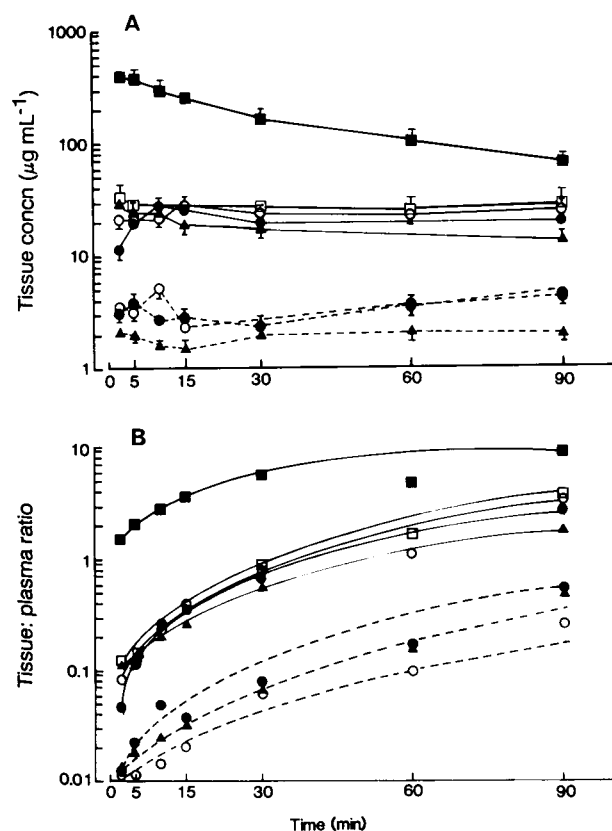 A
Tissue concn (µg mL⁻¹)
1000
100
10
1
0 5 15 30 60 90
B
Tissue: plasma ratio
10
1
0.1
0.01
0 5 15 30 60 90
Time (min)